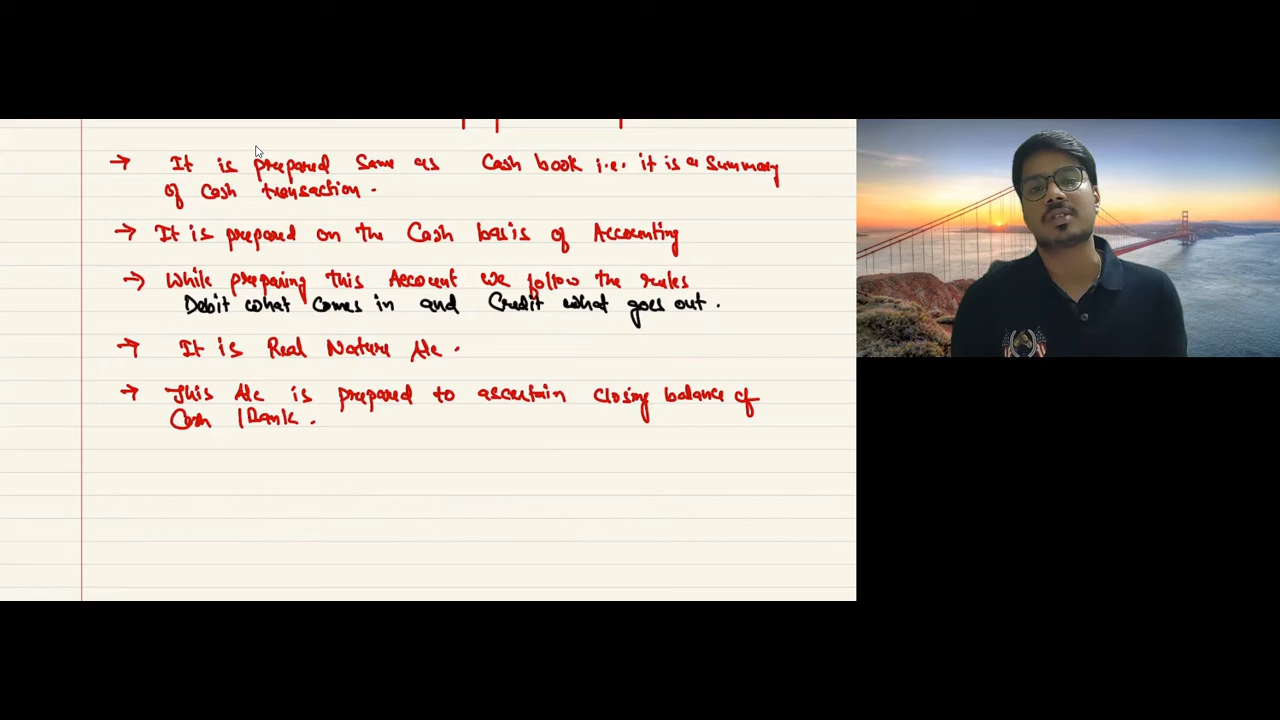 → It is prepared Same as Cash book i.e. it is a Summary
of Cash transaction.
→ It is prepared on the Cash basis of Accounting
→ While preparing this Account we follow the rules
Debit what Comes in and Credit what goes out.
→ It is Real Nature A/c.
→ This A/c is prepared to ascertain closing balance of
Cash / Bank.